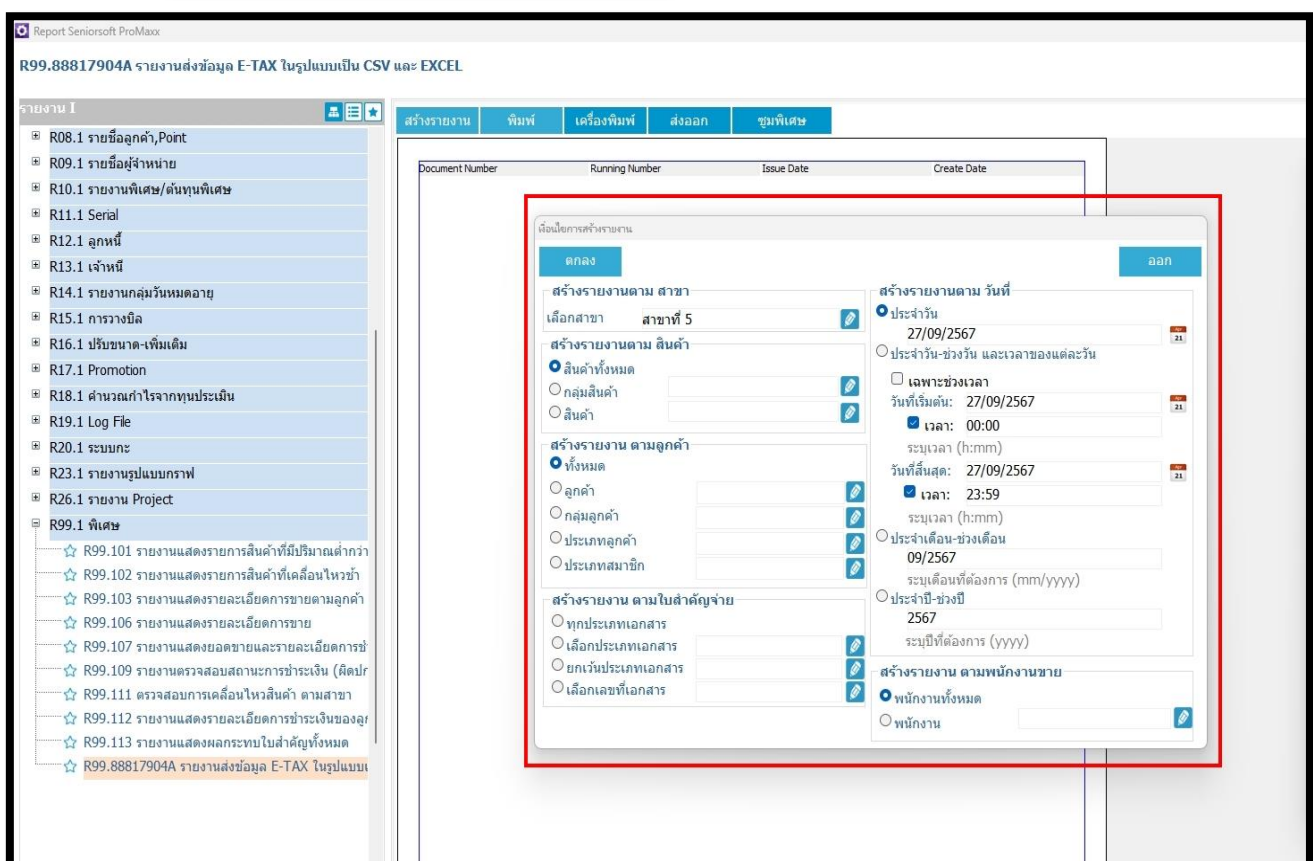 Report Seniorsoft ProMaxx
R99.88817904A รายงานส่งข้อมูล E-TAX ในรูปแบบเป็น CSV และ EXCEL
รายงาน I
R08.1 รายชื่อลูกค้า,Point
R09.1 รายชื่อผู้จำหน่าย
R10.1 รายงานพิเศษ/ต้นทุนพิเศษ
R11.1 Serial
R12.1 ลูกหนี้
R13.1 เจ้าหนี้
R14.1 รายงานกลุ่มวันหมดอายุ
R15.1 การวางบิล
R16.1 ปรับขนาด-เพิ่มเติม
R17.1 Promotion
R18.1 คำนวณกำไรจากทุนประเมิน
R19.1 Log File
R20.1 ระบบกะ
R23.1 รายงานรูปแบบกราฟ
R26.1 รายงาน Project
R99.1 พิเศษ
R99.101 รายงานแสดงรายการสินค้าที่มีปริมาณต่ำกว่า
R99.102 รายงานแสดงรายการสินค้าที่เคลื่อนไหวช้า
R99.103 รายงานแสดงรายละเอียดการขายตามลูกค้า
R99.106 รายงานแสดงรายละเอียดการขาย
R99.107 รายงานแสดงยอดขายและรายละเอียดการชำ
R99.109 รายงานตรวจสอบสถานะการชำระเงิน (ผิดปก
R99.111 ตรวจสอบการเคลื่อนไหวสินค้า ตามสาขา
R99.112 รายงานแสดงรายละเอียดการชำระเงินของลูก
R99.113 รายงานแสดงผลกระทบใบสำคัญทั้งหมด
R99.88817904A รายงานส่งข้อมูล E-TAX ในรูปแบบเ
สร้างรายงาน พิมพ์ เครื่องพิมพ์ ส่งออก ซูมพิเศษ
Document Number Running Number Issue Date Create Date
เงื่อนไขการสร้างรายงาน
ตกลง ออก
สร้างรายงานตาม สาขา
เลือกสาขา สาขาที่ 5
สร้างรายงานตาม สินค้า
สินค้าทั้งหมด
กลุ่มสินค้า
สินค้า
สร้างรายงาน ตามลูกค้า
ทั้งหมด
ลูกค้า
กลุ่มลูกค้า
ประเภทลูกค้า
ประเภทสมาชิก
สร้างรายงาน ตามใบสำคัญจ่าย
ทุกประเภทเอกสาร
เลือกประเภทเอกสาร
ยกเว้นประเภทเอกสาร
เลือกเลขที่เอกสาร
สร้างรายงานตาม วันที่
ประจำวัน
27/09/2567
ประจำวัน-ช่วงวัน และเวลาของแต่ละวัน
เฉพาะช่วงเวลา
วันที่เริ่มต้น: 27/09/2567
เวลา: 00:00
ระบุเวลา (h:mm)
วันที่สิ้นสุด: 27/09/2567
เวลา: 23:59
ระบุเวลา (h:mm)
ประจำเดือน-ช่วงเดือน
09/2567
ระบุเดือนที่ต้องการ (mm/yyyy)
ประจำปี-ช่วงปี
2567
ระบุปีที่ต้องการ (yyyy)
สร้างรายงาน ตามพนักงานขาย
พนักงานทั้งหมด
พนักงาน